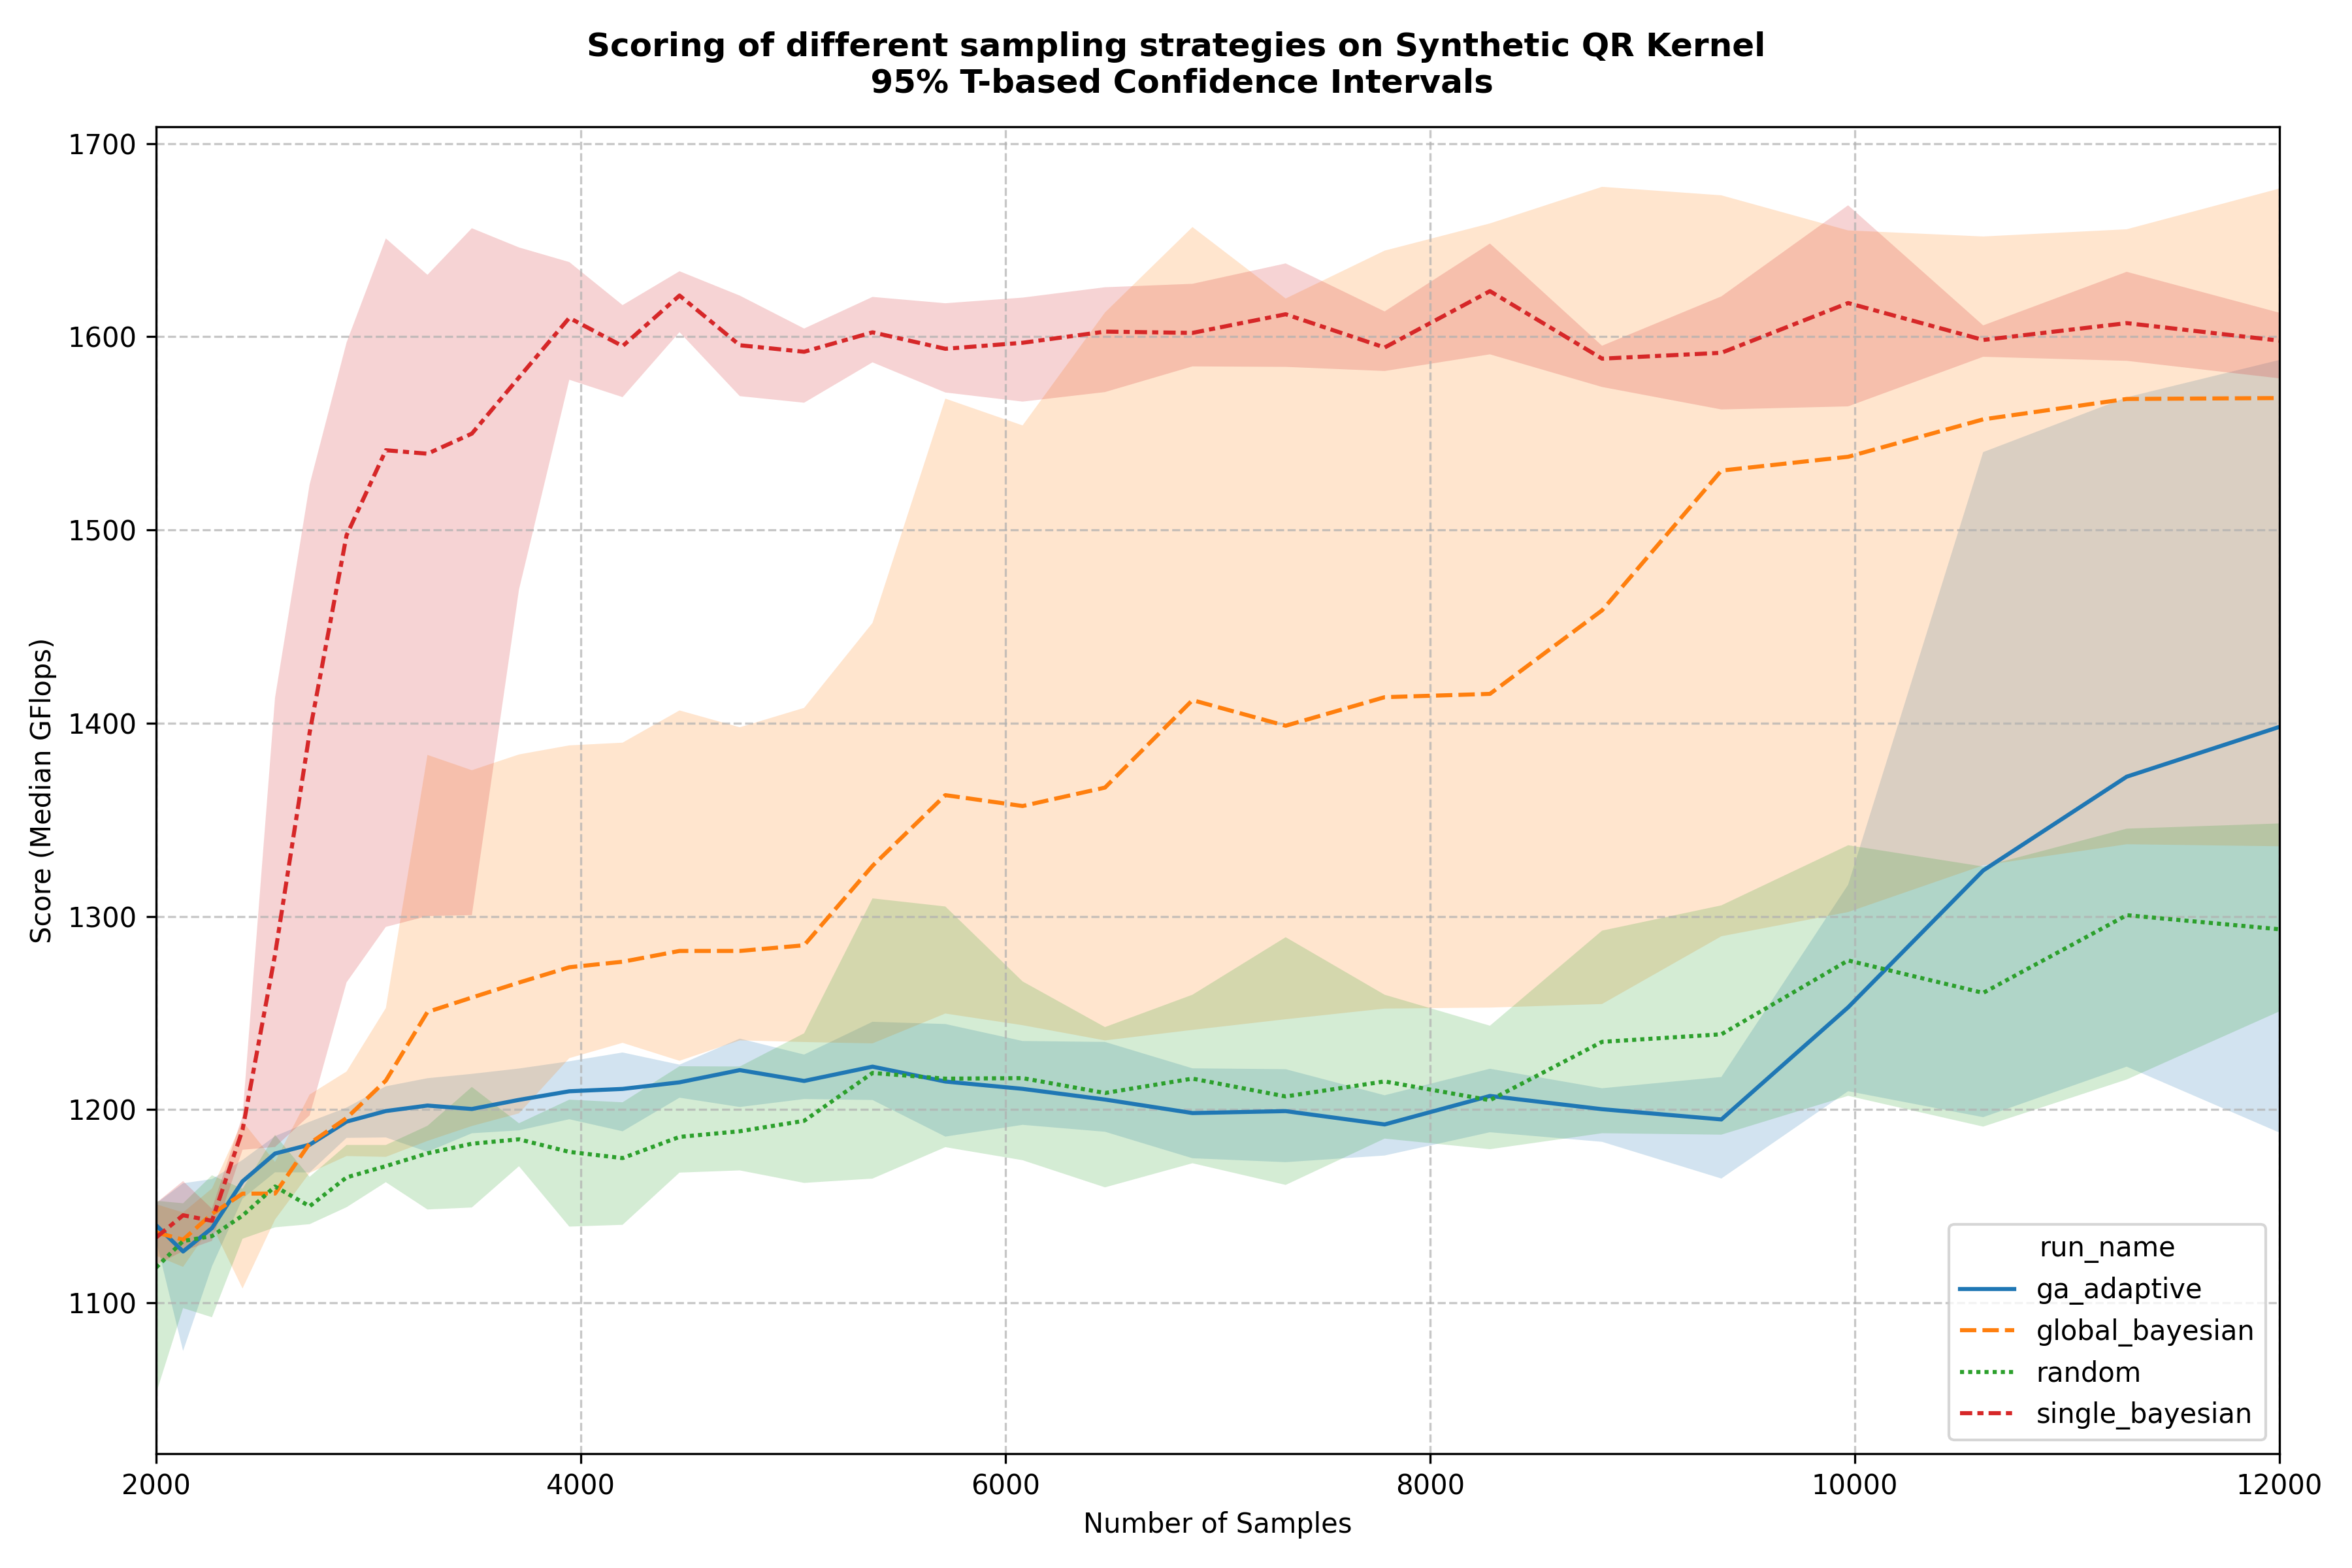 Scoring of different sampling strategies on Synthetic QR Kernel
95% T-based Confidence Intervals
Score (Median GFlops)
1700
1600
1500
1400
1300
1200
1100
2000
4000
6000
8000
10000
12000
Number of Samples
run_name
ga_adaptive
global_bayesian
random
single_bayesian